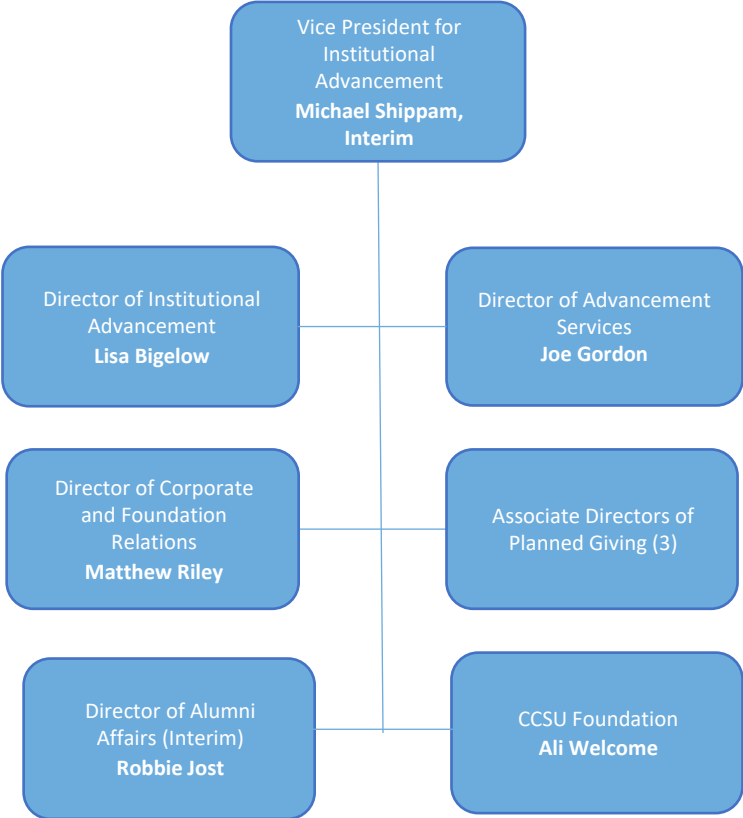 Vice President for
Institutional
Advancement
Michael Shippam,
Interim
Director of Institutional
Advancement
Lisa Bigelow
Director of Advancement
Services
Joe Gordon
Director of Corporate
and Foundation
Relations
Matthew Riley
Associate Directors of
Planned Giving (3)
Director of Alumni
Affairs (Interim)
Robbie Jost
CCSU Foundation
Ali Welcome